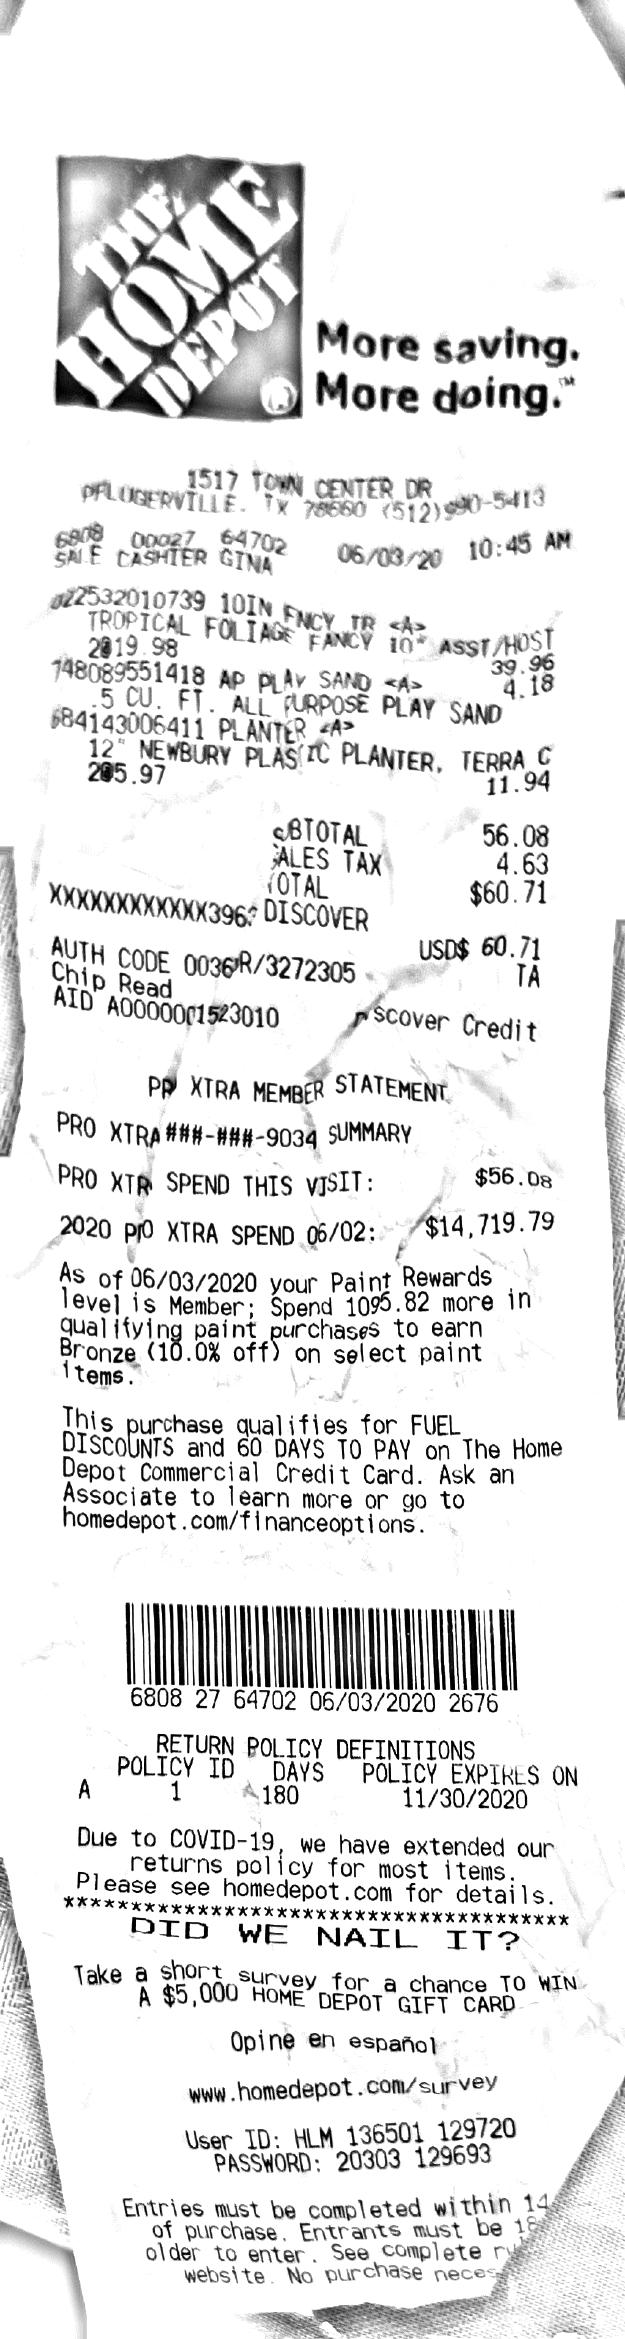 THE
HOME
DEPOT
More saving.
More doing.™
1517 TOWN CENTER DR
PFLUGERVILLE. TX 78660 (512)990-5413
6808 00027 64702 06/03/20 10:45 AM
SALE CASHIER GINA
022532010739 10IN FNCY TR <A>
TROPICAL FOLIAGE FANCY 10" ASST/HOST
2@19.98 39.96
748089551418 AP PLAY SAND <A> 4.18
.5 CU. FT. ALL PURPOSE PLAY SAND
684143006411 PLANTER <A>
12" NEWBURY PLASTIC PLANTER, TERRA C
2@5.97 11.94
SUBTOTAL 56.08
SALES TAX 4.63
TOTAL $60.71
DISCOVER
USD$ 60.71
AUTH CODE TA
Chip Read
AID A0000001523010 Discover Credit
XTRA MEMBER STATEMENT
PRO XTRA ###-###-9034 SUMMARY
PRO XTR SPEND THIS VISIT: $56.08
2020 PRO XTRA SPEND 06/02: $14,719.79
As of 06/03/2020 your Paint Rewards
level is Member; Spend 1095.82 more in
qualifying paint purchases to earn
Bronze (10.0% off) on select paint
items.
This purchase qualifies for FUEL
DISCOUNTS and 60 DAYS TO PAY on The Home
Depot Commercial Credit Card. Ask an
Associate to learn more or go to
homedepot.com/financeoptions.
6808 27 64702 06/03/2020 2676
RETURN POLICY DEFINITIONS
POLICY ID DAYS POLICY EXPIRES ON
A 1 180 11/30/2020
Due to COVID-19, we have extended our
returns policy for most items.
Please see homedepot.com for details.
***************************************
DID WE NAIL IT?
Take a short survey for a chance TO WIN
A $5,000 HOME DEPOT GIFT CARD
Opine en español
www.homedepot.com/survey
User ID: HLM 136501 129720
PASSWORD: 20303 129693
Entries must be completed within 14
of purchase. Entrants must be 18
older to enter. See complete
website. No purchase